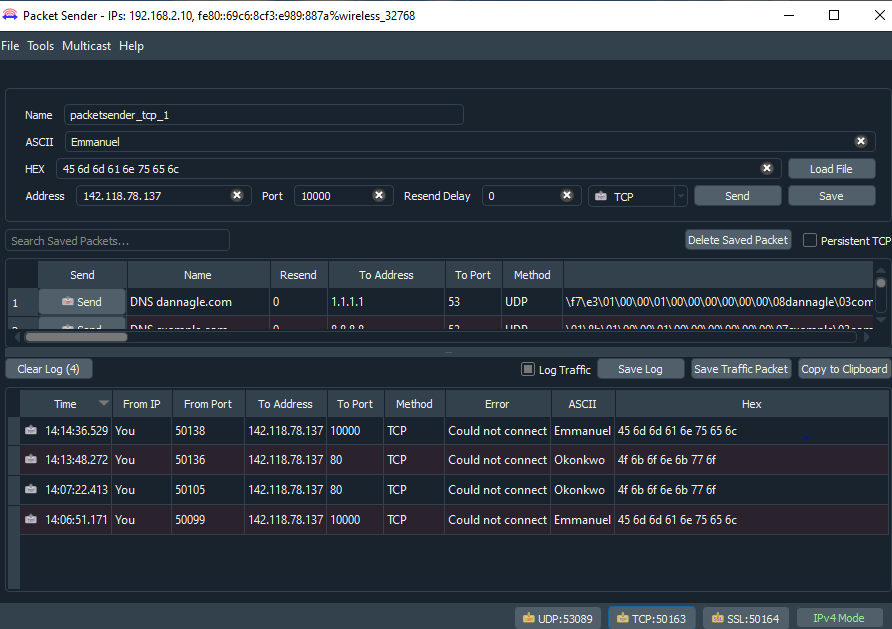 Packet Sender - IPs: 192.168.2.10, fe80::69c6:8cf3:e989:887a%wireless_32768
File Tools Multicast Help
Name packetsender_tcp_1
ASCII Emmanuel
HEX 45 6d 6d 61 6e 75 65 6c Load File
Address 142.118.78.137 Port 10000 Resend Delay 0 TCP Send Save
Search Saved Packets... Delete Saved Packet Persistent TCP
Send Name Resend To Address To Port Method
1 Send DNS dannagle.com 0 1.1.1.1 53 UDP \f7\e3\01\00\00\01\00\00\00\00\00\00\08dannagle\03com
2 Send DNS example.com 0 8.8.8.8 53 UDP
Clear Log (4) Log Traffic Save Log Save Traffic Packet Copy to Clipboard
Time From IP From Port To Address To Port Method Error ASCII Hex
14:14:36.529 You 50138 142.118.78.137 10000 TCP Could not connect Emmanuel 45 6d 6d 61 6e 75 65 6c
14:13:48.272 You 50136 142.118.78.137 80 TCP Could not connect Okonkwo 4f 6b 6f 6e 6b 77 6f
14:07:22.413 You 50105 142.118.78.137 80 TCP Could not connect Okonkwo 4f 6b 6f 6e 6b 77 6f
14:06:51.171 You 50099 142.118.78.137 10000 TCP Could not connect Emmanuel 45 6d 6d 61 6e 75 65 6c
UDP:53089 TCP:50163 SSL:50164 IPv4 Mode